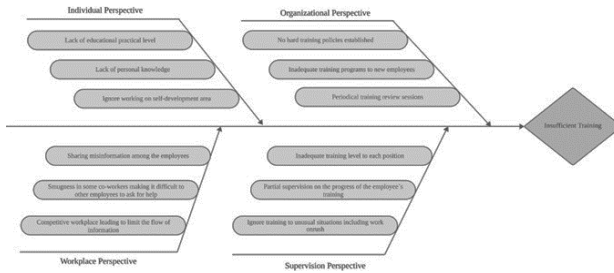 Individual Perspective
Organizational Perspective
Lack of educational practical level
Lack of personal knowledge
Ignore working on self-development area
No hard training policies established
Inadequate training programs to new employees
Periodical training review sessions
Insufficient Training
Sharing misinformation among the employees
Smugness in some co-workers making it difficult to
other employees to ask for help
Competitive workplace leading to limit the flow of
information
Inadequate training level to each position
Partial supervision on the progress of the employee's
training
Ignore training to unusual situations including work
Workplace Perspective
Supervision Perspective